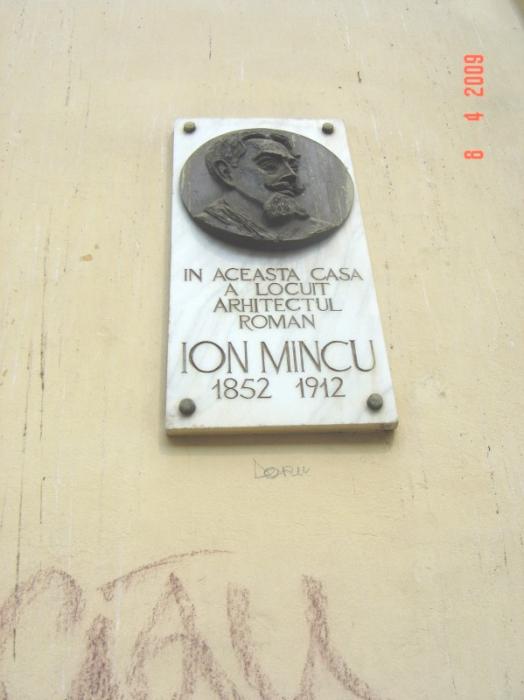 8 4 2009
IN ACEASTA CASA
A LOCUIT
ARHITECTUL
ROMAN
ION MINCU
1852 1912